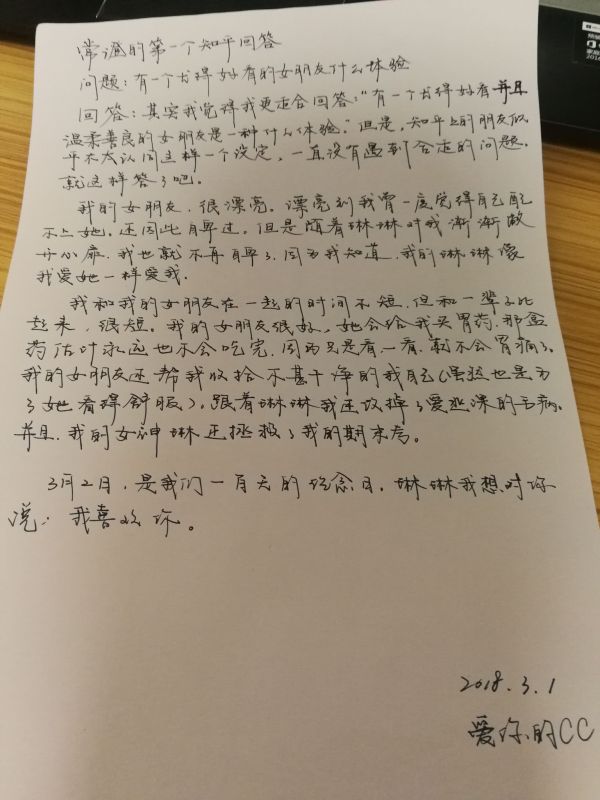 常澄的第一个知乎回答
问题：有一个长得好看的女朋友什么体验
回答：其实我觉得我更适合回答："有一个长得好看并且
温柔善良的女朋友是一种什么体验。"但是，知乎上的朋友似
乎不太认同这样一个设定，一直没有遇到合适的问题。
就这样答了吧。
我的女朋友，很漂亮。漂亮到我曾一度觉得自己配
不上她。还因此自卑过。但是随着琳琳对我渐渐敞
开心扉，我也就不再自卑了，因为我知道，我的琳琳像
我爱她一样爱我。
我和我的女朋友在一起的时间不短，但和一辈子比
起来，很短。我的女朋友很好，她会给我买胃药，那盒
药估计永远也不会吃完，因为只是看一看，就不会胃痛了。
我的女朋友还帮我收拾不甚干净的我自己（虽然也是为
了她看得舒服），跟着琳琳我还改掉了爱逃课的毛病。
并且，我的女神琳还拯救了我的期末考。
3月2日，是我们一百天的纪念日，琳琳我想对你
说：我喜欢你。
2018.3.1
爱你的CC